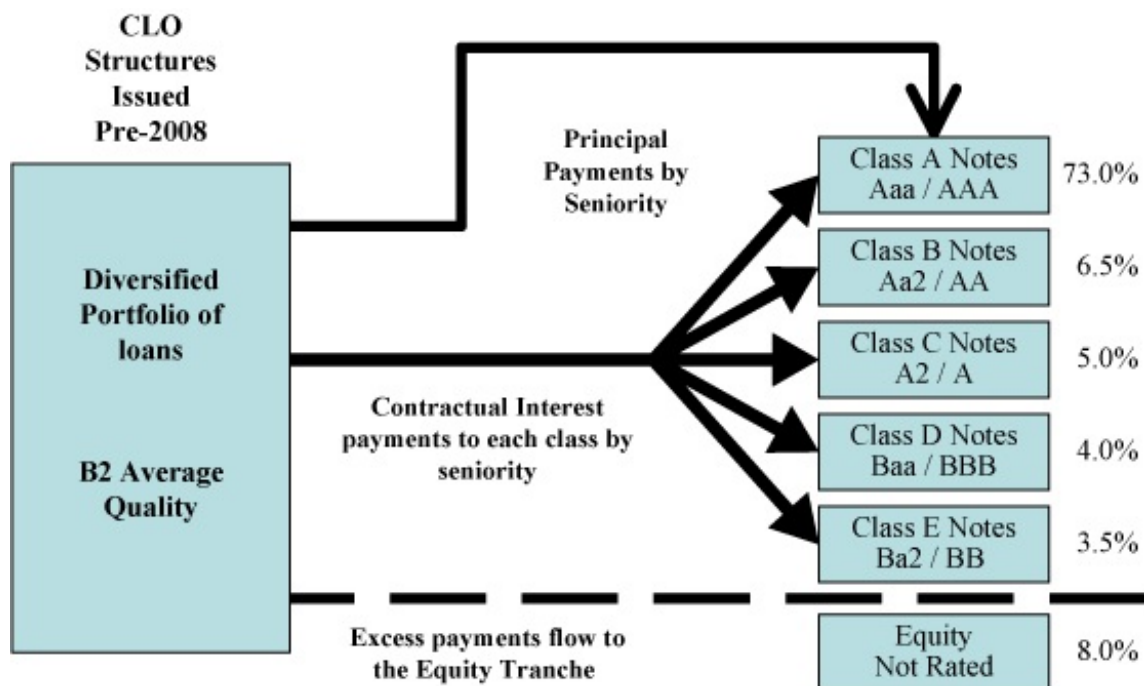 CLO
Structures
Issued
Pre-2008
Diversified
Portfolio of
loans
B2 Average
Quality
Principal
Payments by
Seniority
Contractual Interest
payments to each class by
seniority
Excess payments flow to
the Equity Tranche
Class A Notes
Aaa / AAA
73.0%
Class B Notes
Aa2 / AA
6.5%
Class C Notes
A2 / A
5.0%
Class D Notes
Baa / BBB
4.0%
Class E Notes
Ba2 / BB
3.5%
Equity
Not Rated
8.0%